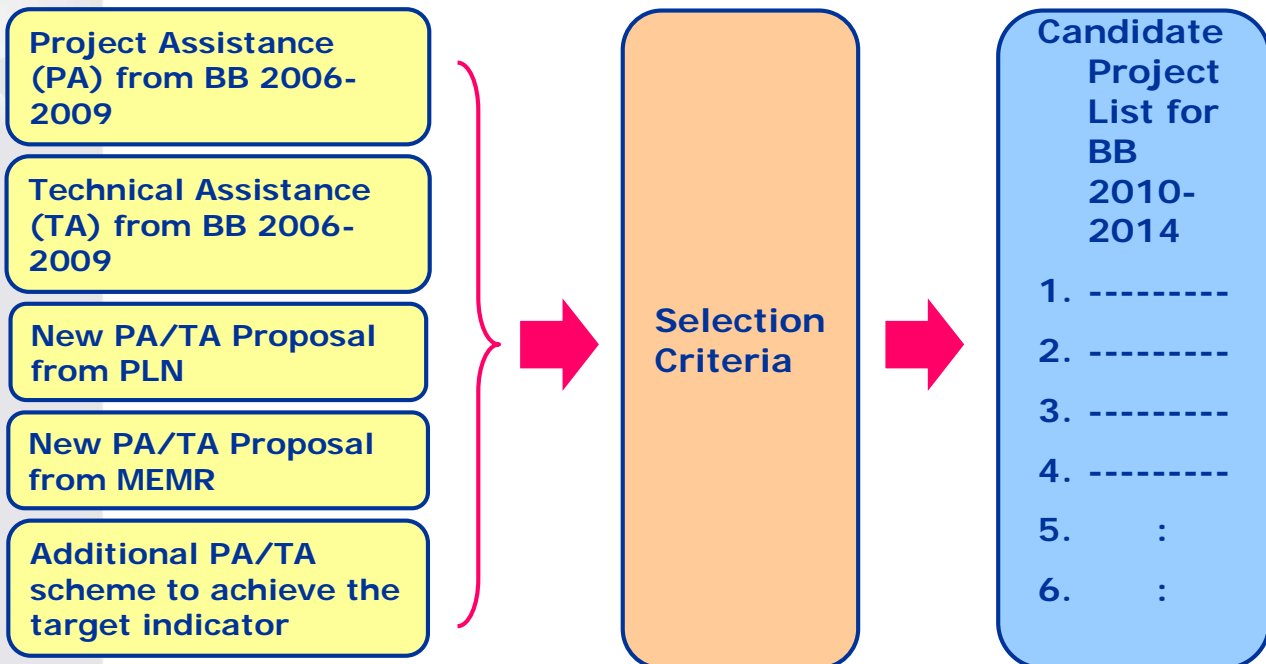 Project Assistance
(PA) from BB 2006-
2009
Technical Assistance
(TA) from BB 2006-
2009
New PA/TA Proposal
from PLN
New PA/TA Proposal
from MEMR
Additional PA/TA
scheme to achieve the
target indicator
Selection
Criteria
Candidate
Project
List for
BB
2010-
2014
1. ---------
2. ---------
3. ---------
4. ---------
5. :
6. :